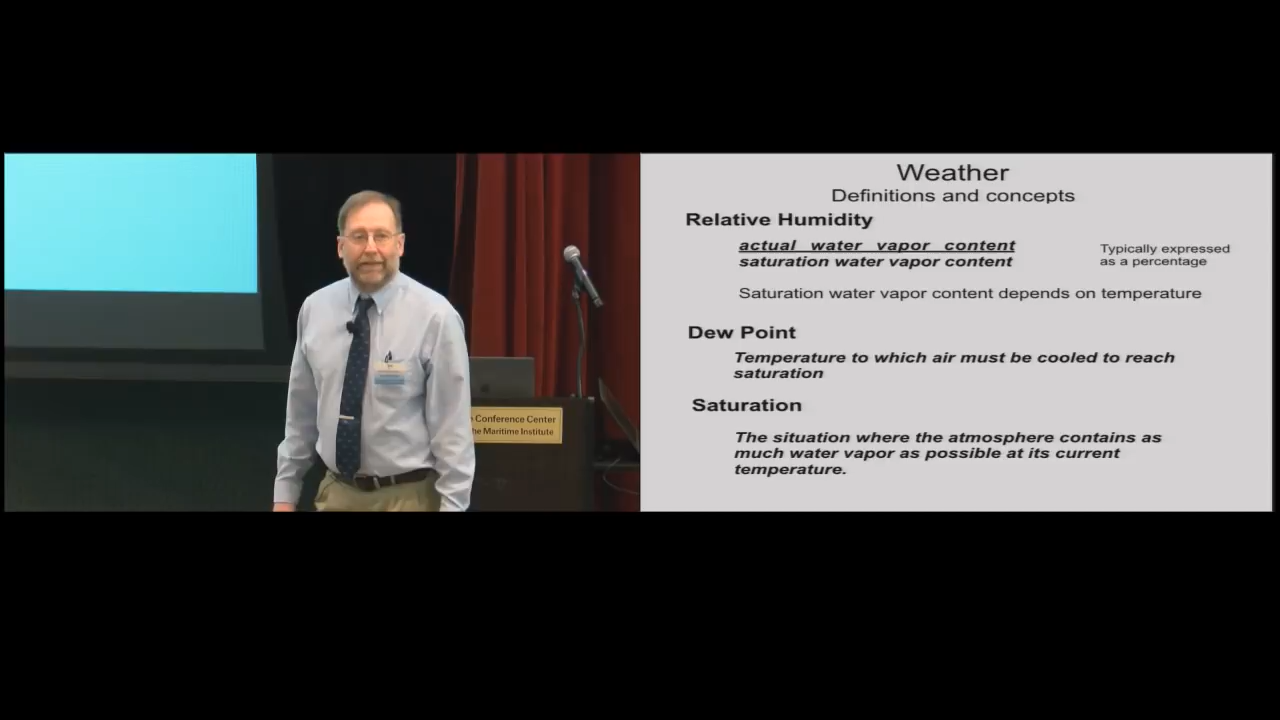 Conference Center
the Maritime Institute
Weather
Definitions and concepts
Relative Humidity
actual water vapor content
saturation water vapor content
Typically expressed
as a percentage
Saturation water vapor content depends on temperature
Dew Point
Temperature to which air must be cooled to reach
saturation
Saturation
The situation where the atmosphere contains as
much water vapor as possible at its current
temperature.